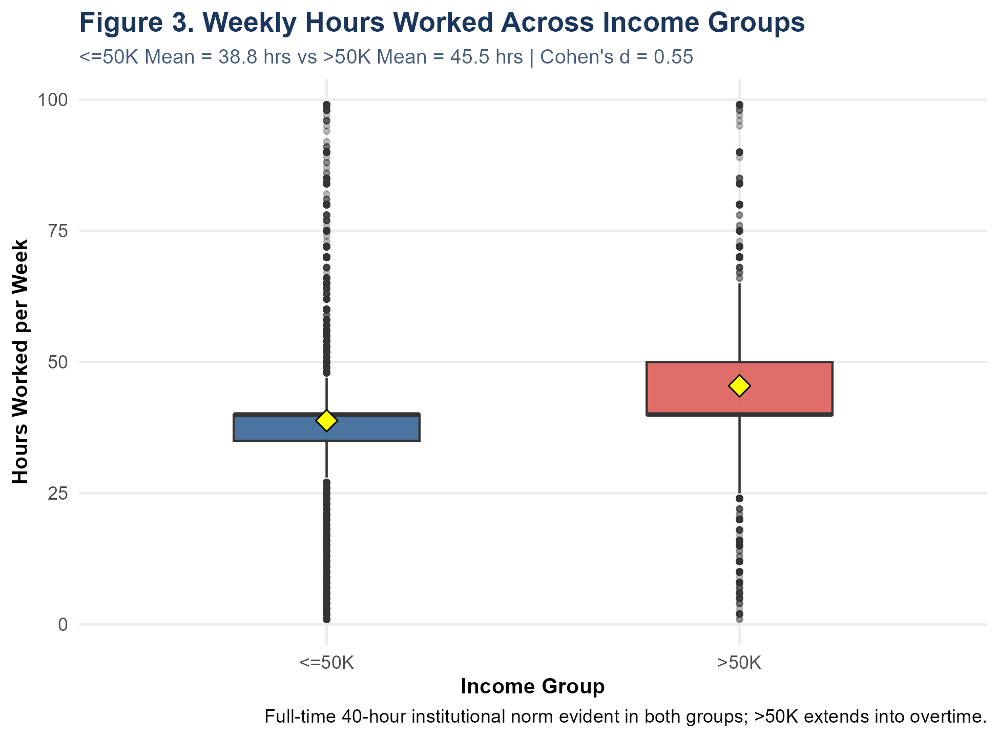 Figure 3. Weekly Hours Worked Across Income Groups
<=50K Mean = 38.8 hrs vs >50K Mean = 45.5 hrs | Cohen's d = 0.55
Hours Worked per Week
100
75
50
25
0
<=50K
>50K
Income Group
Full-time 40-hour institutional norm evident in both groups; >50K extends into overtime.